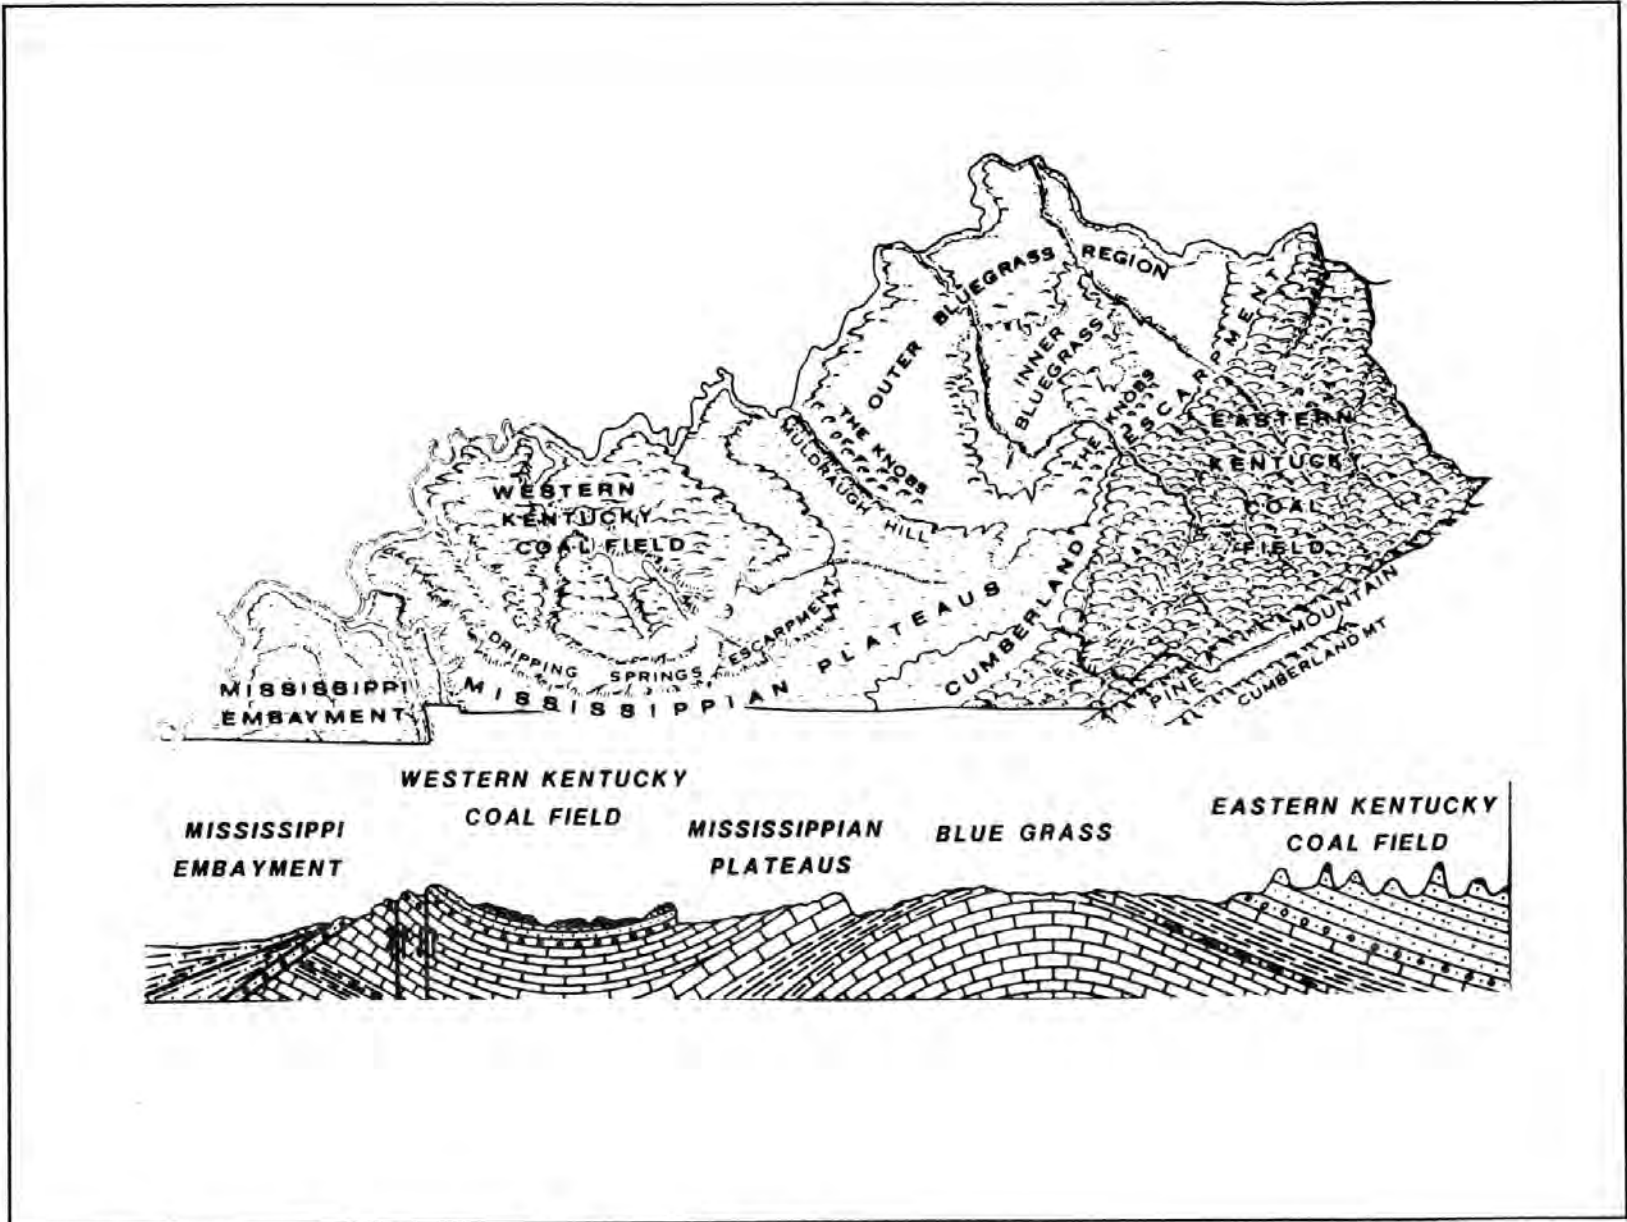 OUTER BLUEGRASS REGION
INNER
BLUEGRASS
THE KNOBS
THE KNOBS
MULDRAUGH HILL
CUMBERLAND ESCARPMENT
EASTERN
KENTUCK
COAL
FIELD
WESTERN
KENTUCKY
COAL FIELD
DRIPPING SPRINGS ESCARPMENT
MISSISSIPPIAN PLATEAUS
PINE MOUNTAIN
CUMBERLAND MT
MISSISSIPPI
EMBAYMENT
WESTERN KENTUCKY
COAL FIELD
MISSISSIPPI
EMBAYMENT
MISSISSIPPIAN
PLATEAUS
BLUE GRASS
EASTERN KENTUCKY
COAL FIELD